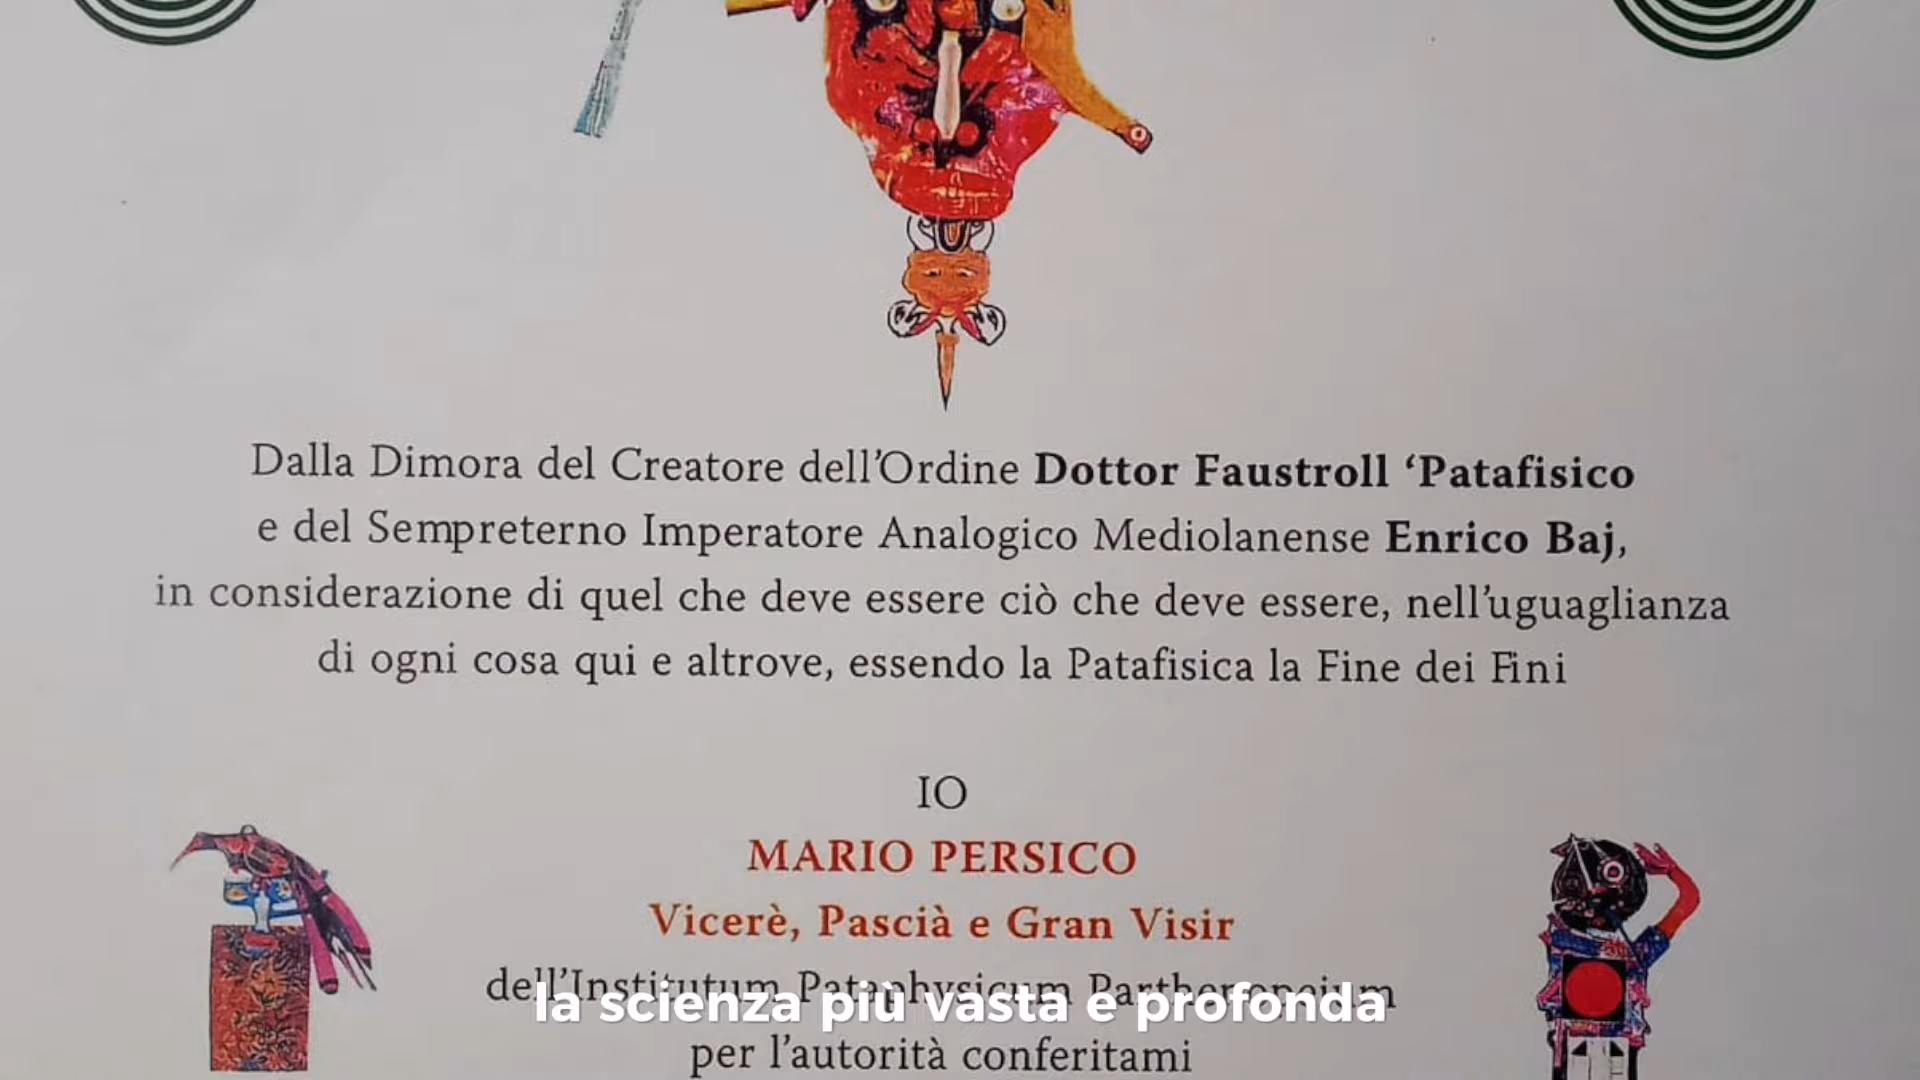 Dalla Dimora del Creatore dell’Ordine Dottor Faustroll ‘Patafisico
e del Sempreterno Imperatore Analogico Mediolanense Enrico Baj,
in considerazione di quel che deve essere ciò che deve essere, nell’uguaglianza
di ogni cosa qui e altrove, essendo la Patafisica la Fine dei Fini
IO
MARIO PERSICO
Vicerè, Pascià e Gran Visir
dell’Institutum Pataphysicum Parthenopeium
la scienza più vasta e profonda
per l’autorità conferitami